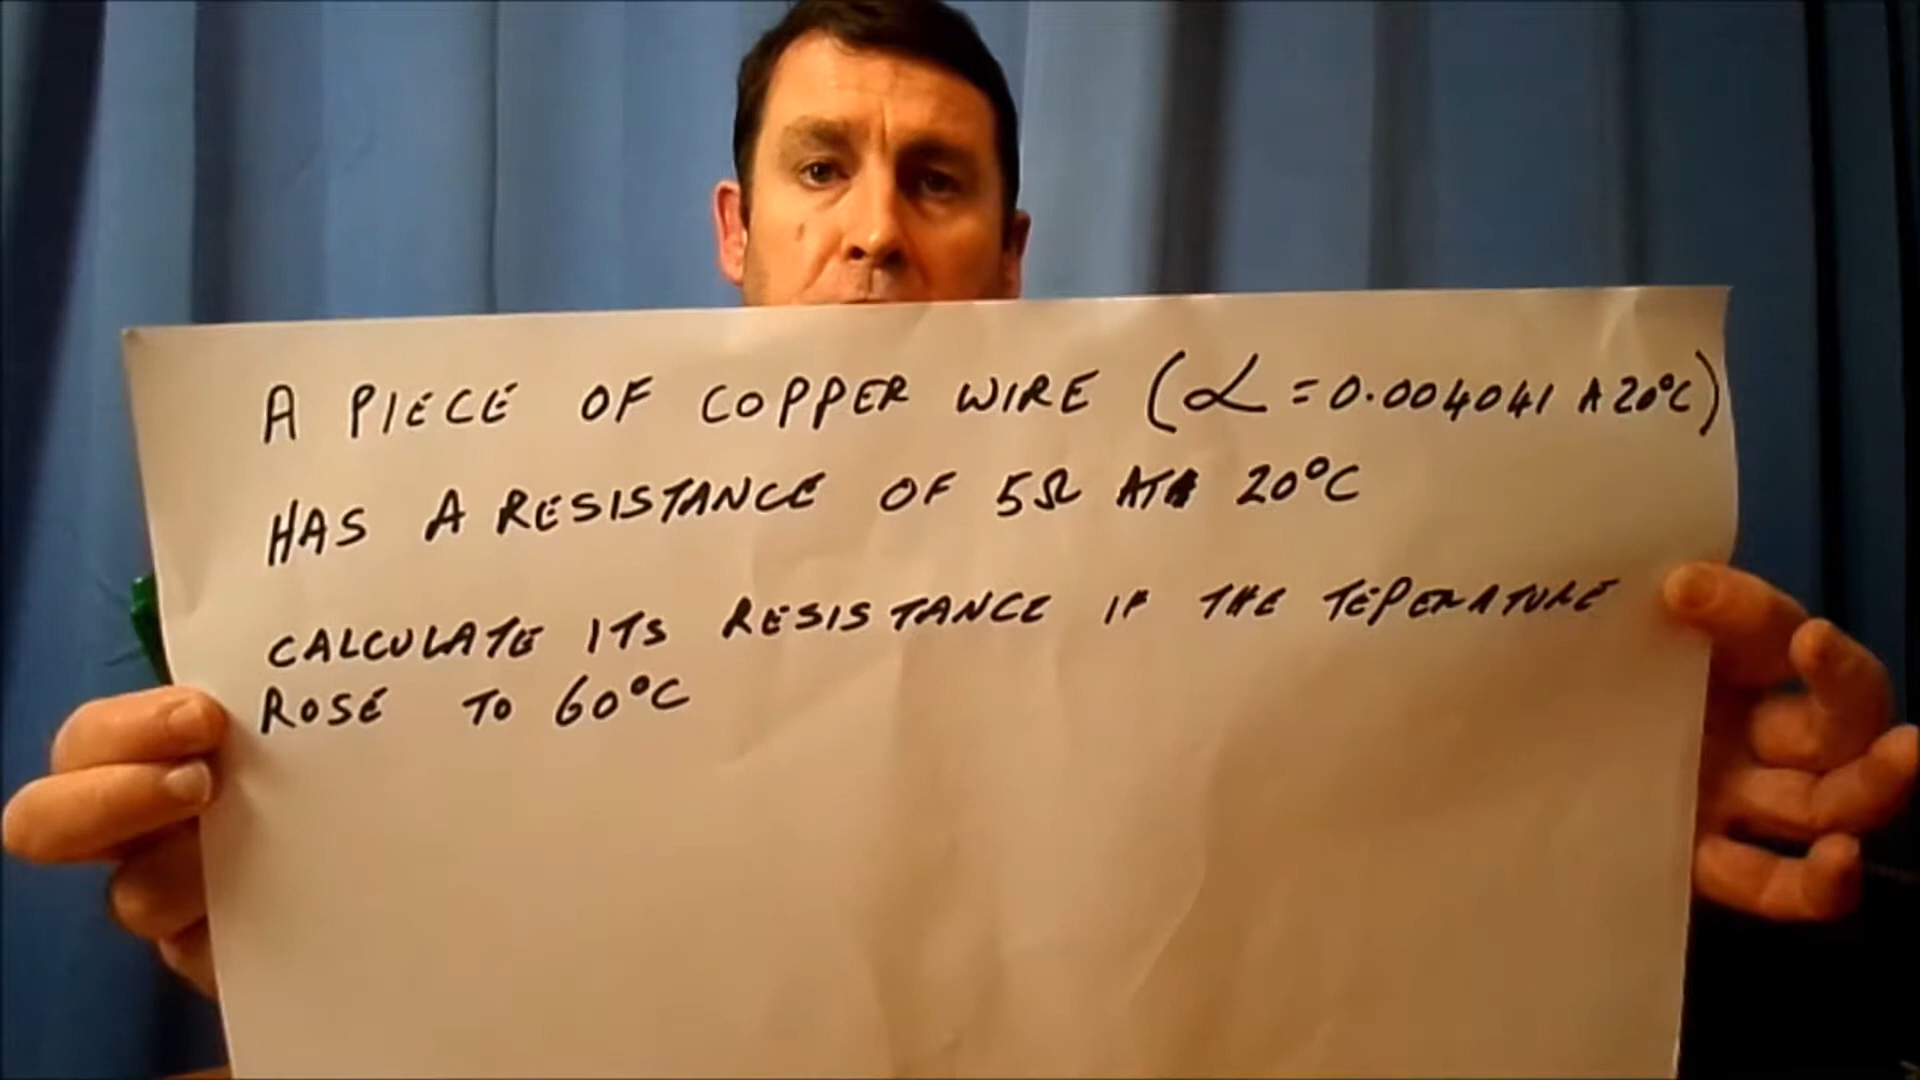 A PIECE OF COPPER WIRE (α = 0.004041 A 20°C)
HAS A RESISTANCE OF 5Ω AT 20°C
CALCULATE ITS RESISTANCE IF THE TEPERATURE
ROSE TO 60°C